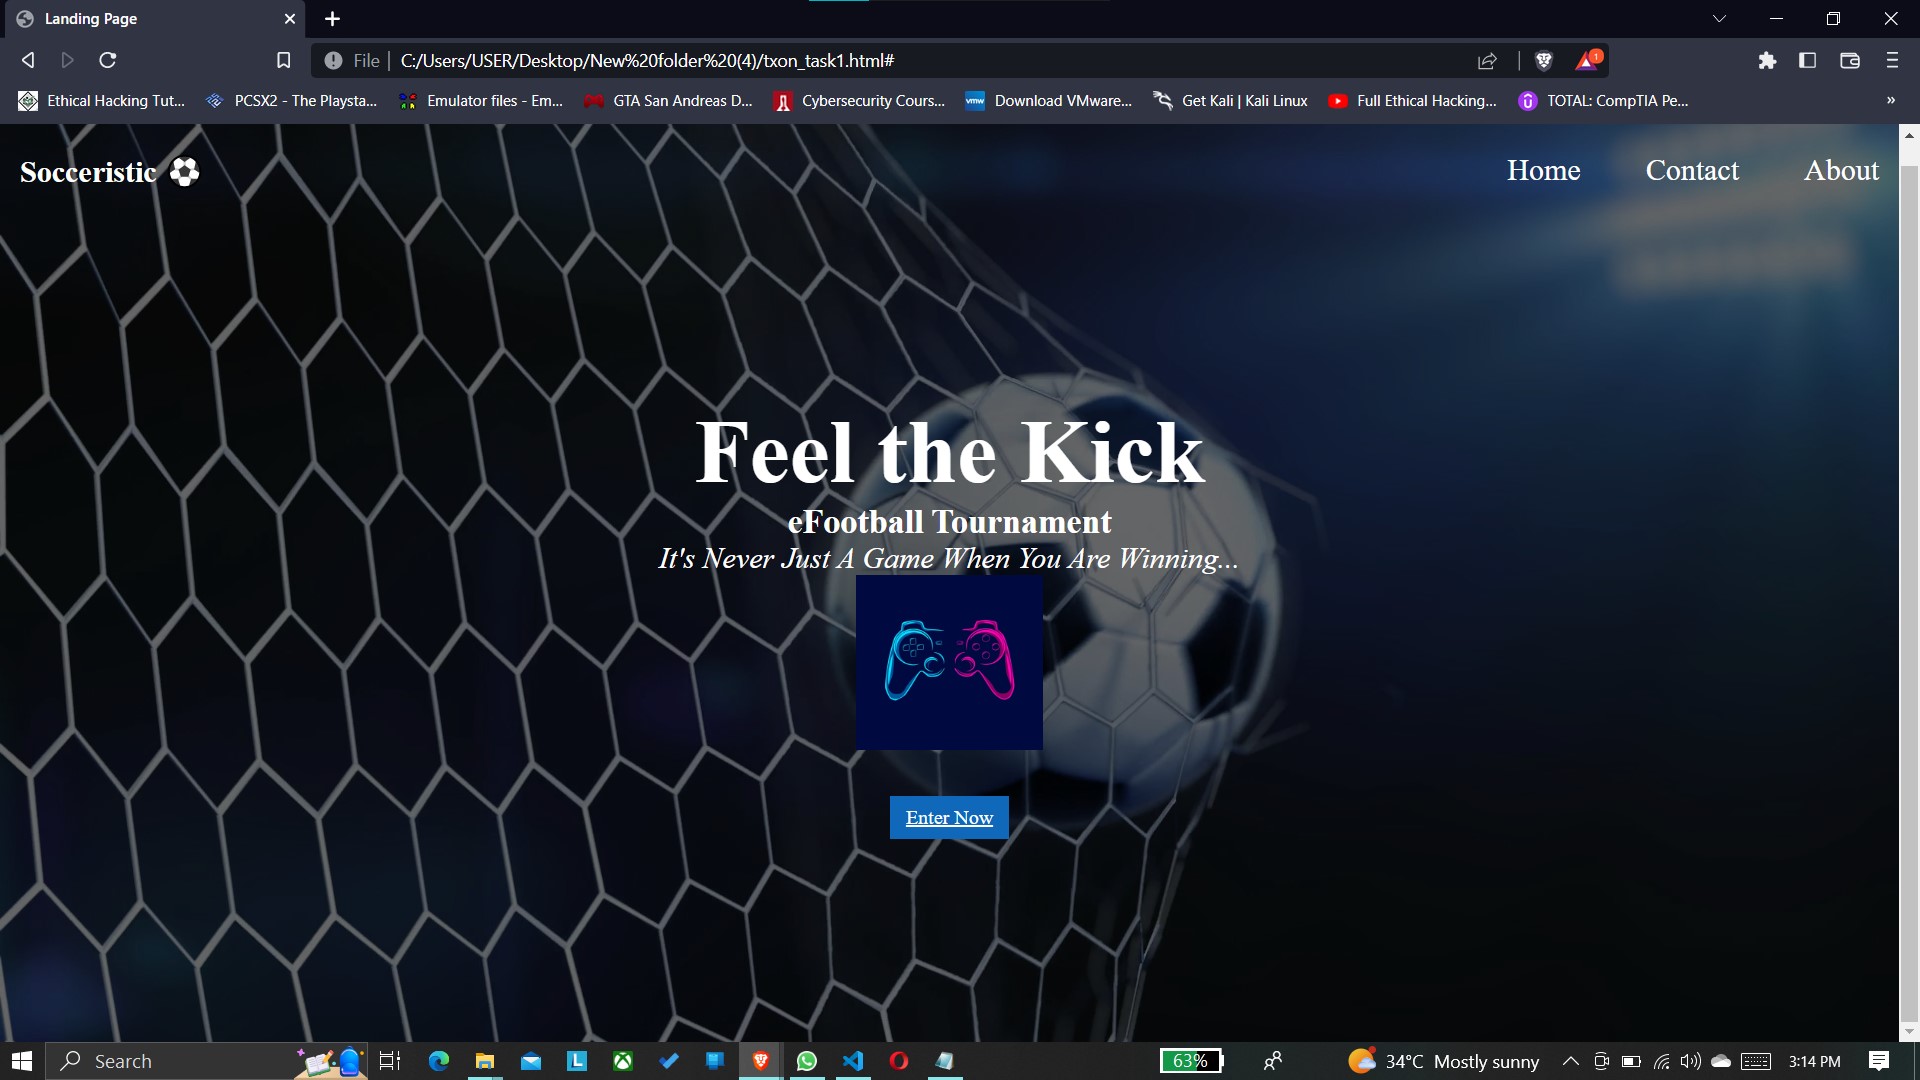 Landing Page
File | C:/Users/USER/Desktop/New%20folder%20(4)/txon_task1.html#
1
Ethical Hacking Tut... PCSX2 - The Playsta... Emulator files - Em... GTA San Andreas D... Cybersecurity Cours... vmw Download VMware... Get Kali | Kali Linux Full Ethical Hacking... TOTAL: CompTIA Pe... »
Socceristic ⚽ Home Contact About
Feel the Kick
eFootball Tournament
It's Never Just A Game When You Are Winning...
Enter Now
Search L 63% 34°C Mostly sunny 3:14 PM